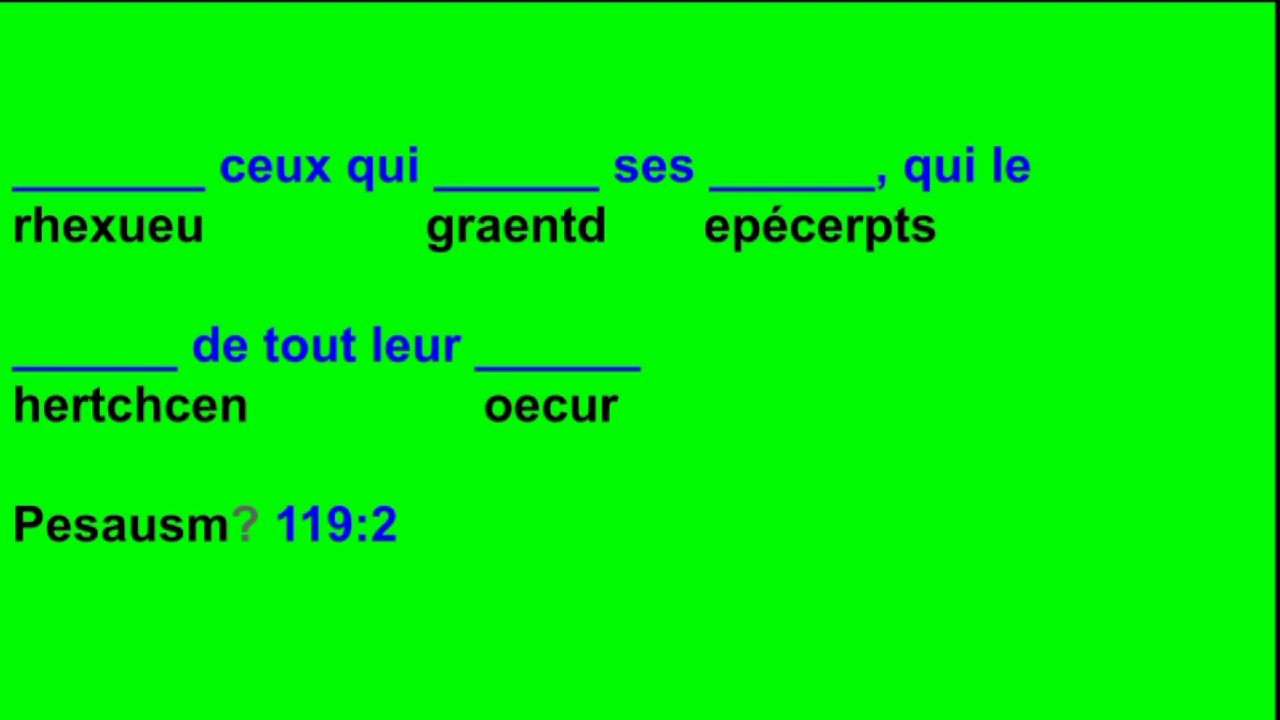 _______ ceux qui ______ ses ______, qui le
rhexueu graentd epécerpts
______ de tout leur ______
hertchcen oecur
Pesausm? 119:2